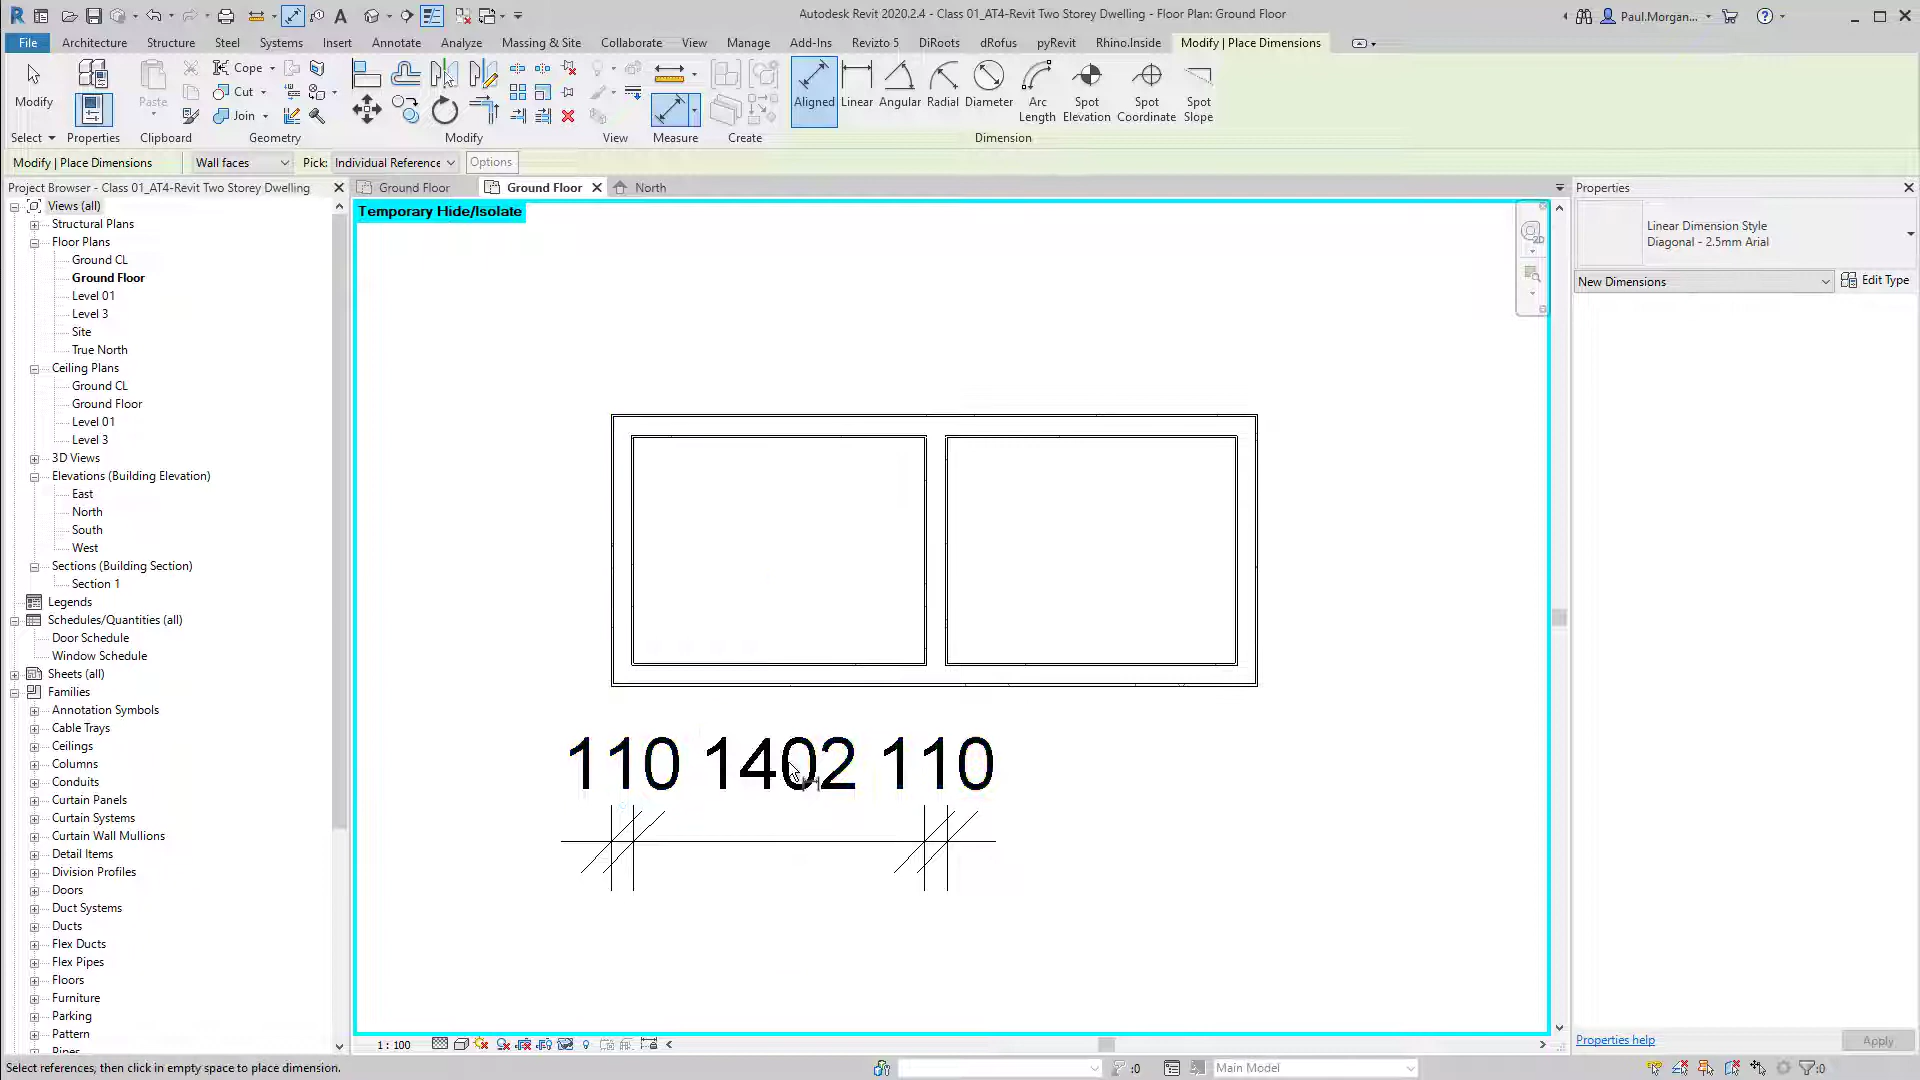 Autodesk Revit 2020.2.4 - Class 01_AT4-Revit Two Storey Dwelling - Floor Plan: Ground Floor
Paul.Morgan...
File Architecture Structure Steel Systems Insert Annotate Analyze Massing & Site Collaborate View Manage Add-Ins Revizto 5 DiRoots dRofus pyRevit Rhino.Inside Modify | Place Dimensions
Modify
Paste
Cope
Cut
Join
Aligned Linear Angular Radial Diameter Arc Length Spot Elevation Spot Coordinate Spot Slope
Select Properties Clipboard Geometry Modify View Measure Create Dimension
Modify | Place Dimensions Wall faces Pick: Individual Reference Options
Project Browser - Class 01_AT4-Revit Two Storey Dwelling
Ground Floor Ground Floor North
Properties
Views (all)
Structural Plans
Floor Plans
Ground CL
Ground Floor
Level 01
Level 3
Site
True North
Ceiling Plans
Ground CL
Ground Floor
Level 01
Level 3
3D Views
Elevations (Building Elevation)
East
North
South
West
Sections (Building Section)
Section 1
Legends
Schedules/Quantities (all)
Door Schedule
Window Schedule
Sheets (all)
Families
Annotation Symbols
Cable Trays
Ceilings
Columns
Conduits
Curtain Panels
Curtain Systems
Curtain Wall Mullions
Detail Items
Division Profiles
Doors
Duct Systems
Ducts
Flex Ducts
Flex Pipes
Floors
Furniture
Parking
Pattern
Pipes
Temporary Hide/Isolate
110 1402 110
1 : 100
Linear Dimension Style
Diagonal - 2.5mm Arial
New Dimensions Edit Type
Properties help Apply
Select references, then click in empty space to place dimension.
:0 Main Model :0